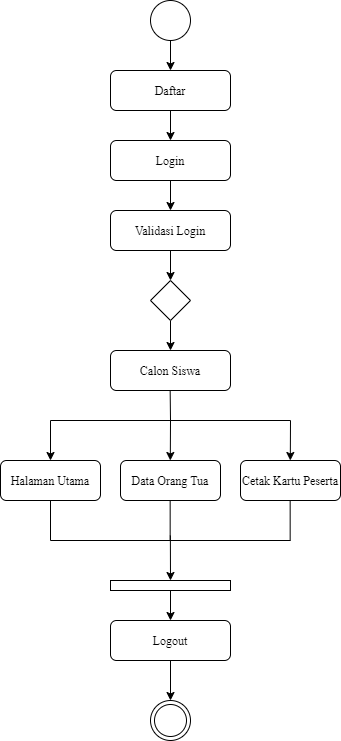 Daftar
Login
Validasi Login
Calon Siswa
Halaman Utama
Data Orang Tua
Cetak Kartu Peserta
Logout